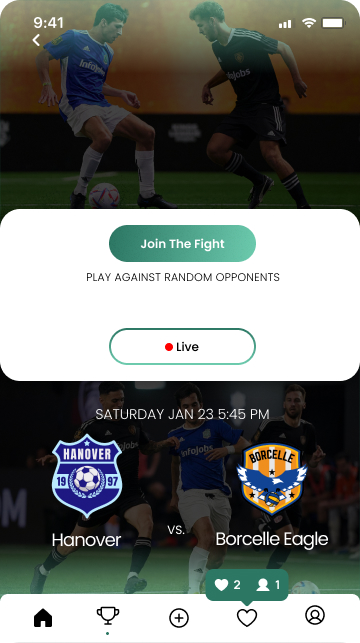 9:41
infojobs
infojobs
Join The Fight
PLAY AGAINST RANDOM OPPONENTS
Live
SATURDAY JAN 23 5:45 PM
infojobs
HANOVER
19 97
BORCELLE
VS.
Hanover
Borcelle Eagle
2 1